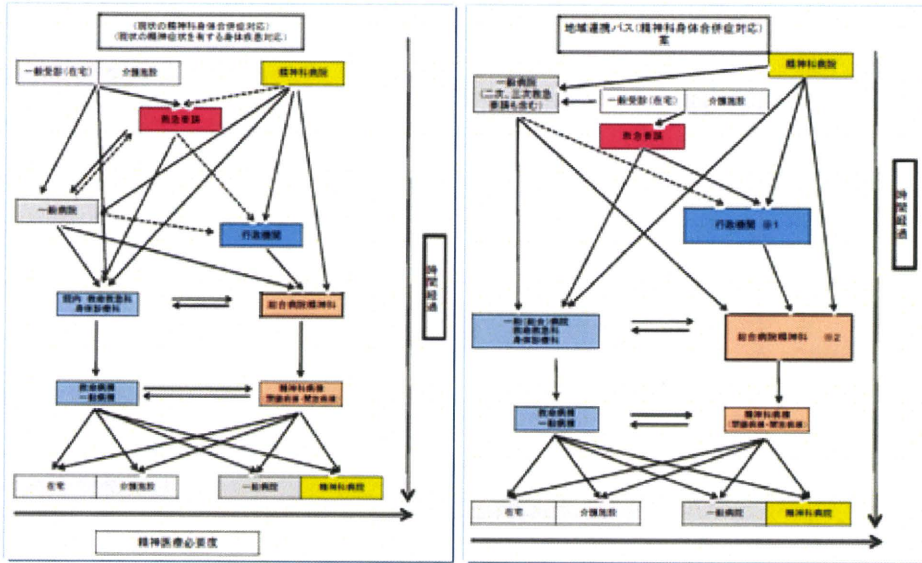 (現状の精神科身体合併症対応)
(現状の精神症状を有する身体疾患対応)
一般受診(在宅)
介護施設
精神科病院
救急要請
一般病院
行政機関
院内 救命救急科
身体診療科
総合病院精神科
救命病棟
一般病棟
精神科病棟
閉鎖病棟・開放病棟
在宅
介護施設
一般病院
精神科病院
時間経過
精神医療必要度
地域連携パス(精神科身体合併症対応)
案
精神科病院
一般病院
(二次、三次救急
要請も含む)
一般受診(在宅)
介護施設
救急要請
行政機関 ※1
一般(総合)病院
救命救急科
身体診療科
総合病院精神科 ※2
救命病棟
一般病棟
精神科病棟
閉鎖病棟・開放病棟
在宅
介護施設
一般病院
精神科病院
時間経過